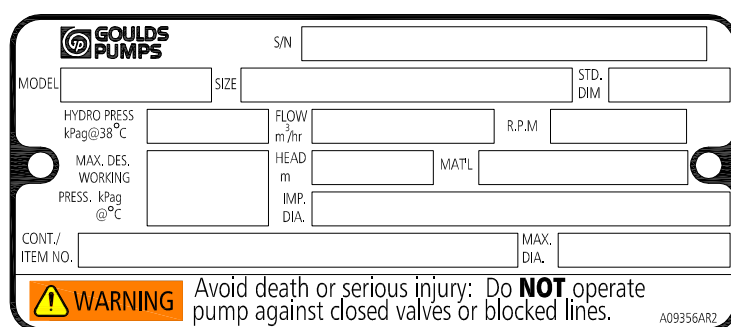 GOULDS
PUMPS
S/N
MODEL
SIZE
STD.
DIM
HYDRO PRESS
kPag@38°C
FLOW
m³/hr
R.P.M
MAX. DES.
WORKING
PRESS. kPag
@°C
HEAD
m
MAT'L
IMP.
DIA.
CONT./
ITEM NO.
MAX.
DIA.
WARNING
Avoid death or serious injury: Do NOT operate
pump against closed valves or blocked lines.
A09356AR2